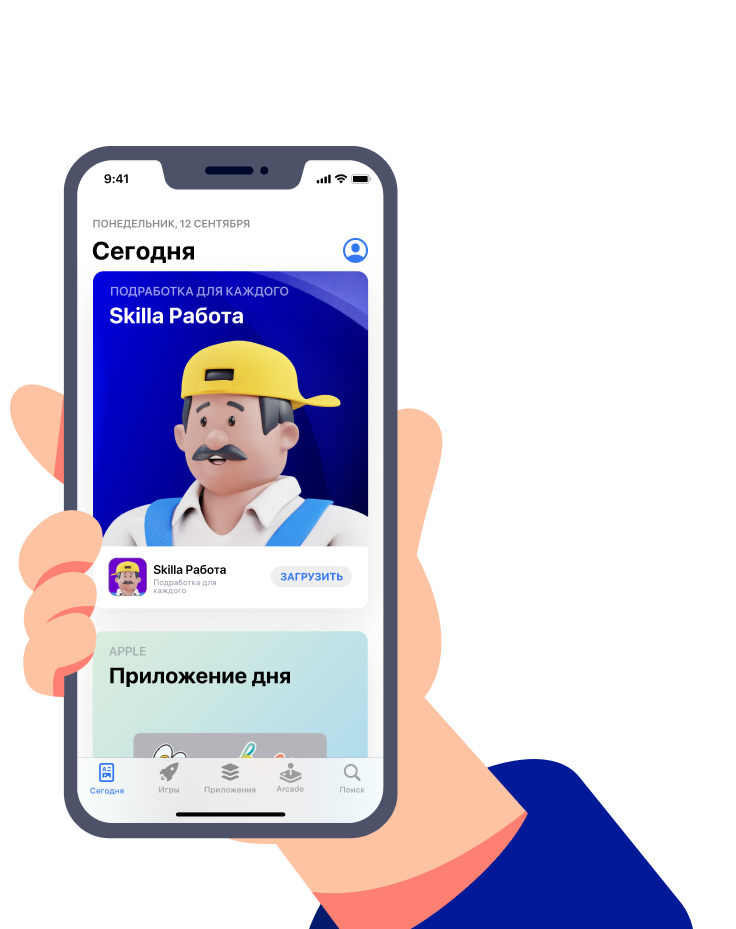 9:41
ПОНЕДЕЛЬНИК, 12 СЕНТЯБРЯ
Сегодня
ПОДРАБОТКА ДЛЯ КАЖДОГО
Skilla Работа
Skilla Работа
Подработка для
каждого
ЗАГРУЗИТЬ
APPLE
Приложение дня
Сегодня
Игры
Приложения
Arcade
Поиск